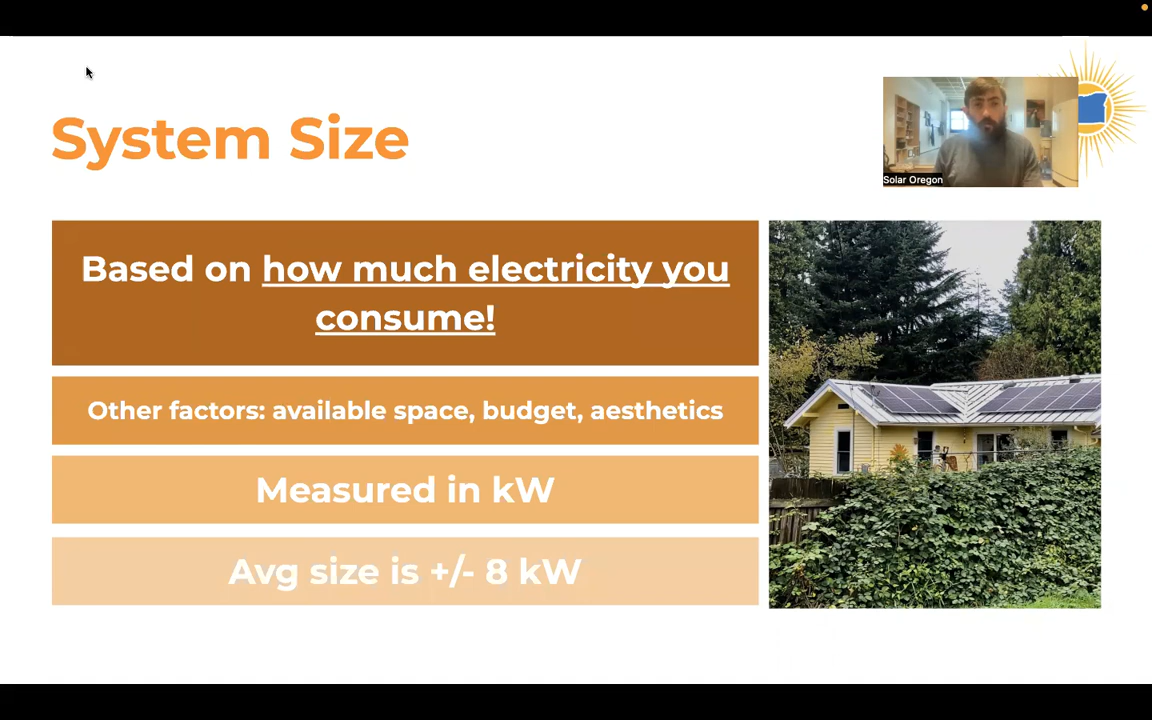 System Size
Solar Oregon
Based on how much electricity you
consume!
Other factors: available space, budget, aesthetics
Measured in kW
Avg size is +/- 8 kW